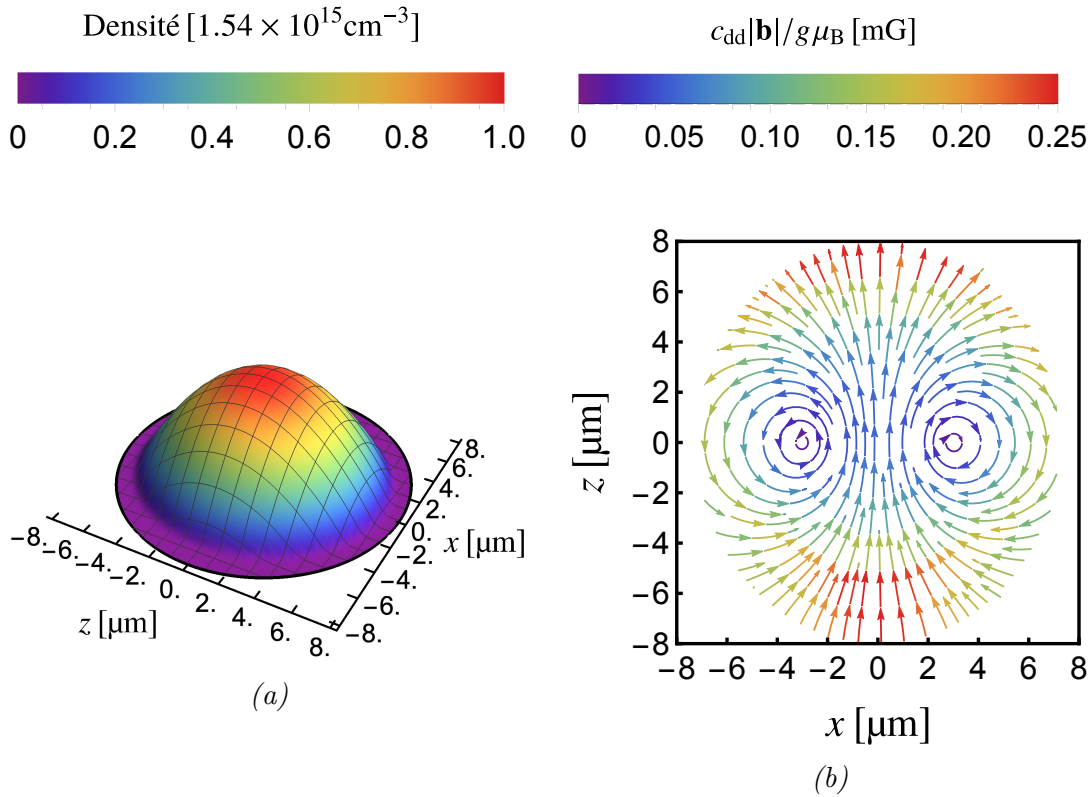 Densité [1.54 × 10¹⁵cm⁻³]
0 0.2 0.4 0.6 0.8 1.0
-8. -6. -4. -2. 0. 2. 4. 6. 8.
z [μm]
8. 6. 4. 2. 0. -2. -4. -6. -8.
x [μm]
(a)
c_dd|b|/gμ_B [mG]
0 0.05 0.10 0.15 0.20 0.25
8
6
4
2
0
−2
−4
−6
−8
z [μm]
−8 −6 −4 −2 0 2 4 6 8
x [μm]
(b)